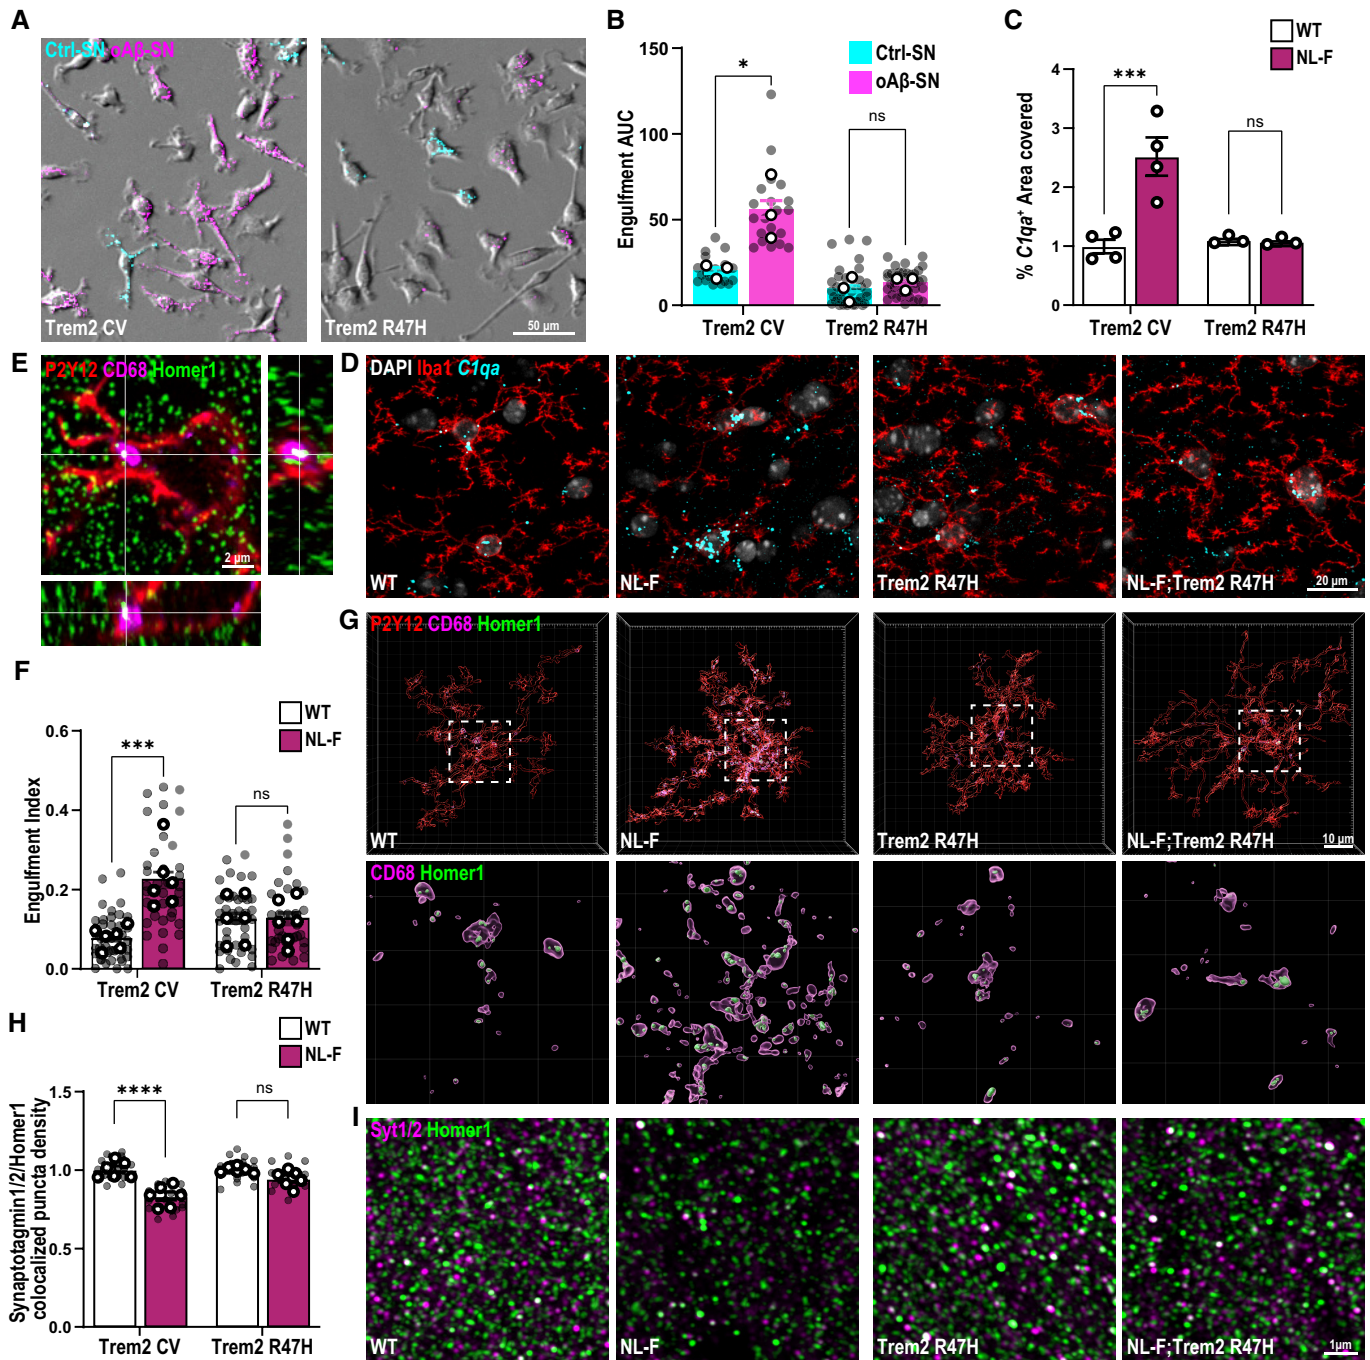 A
Ctrl-SN oAβ-SN
Trem2 CV
Trem2 R47H
50 µm
B
Engulfment AUC
150
100
50
0
*
ns
Ctrl-SN
oAβ-SN
Trem2 CV
Trem2 R47H
C
WT
NL-F
% C1qa⁺ Area covered
4
3
2
1
0
***
ns
Trem2 CV
Trem2 R47H
E
P2Y12 CD68 Homer1
2 µm
D
DAPI Iba1 C1qa
WT
NL-F
Trem2 R47H
NL-F;Trem2 R47H
20 µm
F
WT
NL-F
Engulfment Index
0.6
0.4
0.2
0.0
***
ns
Trem2 CV
Trem2 R47H
G
P2Y12 CD68 Homer1
WT
NL-F
Trem2 R47H
NL-F;Trem2 R47H
10 µm
CD68 Homer1
H
WT
NL-F
Synaptotagmin1/2/Homer1
colocalized puncta density
1.5
1.0
0.5
0.0
****
ns
Trem2 CV
Trem2 R47H
I
Syt1/2 Homer1
WT
NL-F
Trem2 R47H
NL-F;Trem2 R47H
1µm